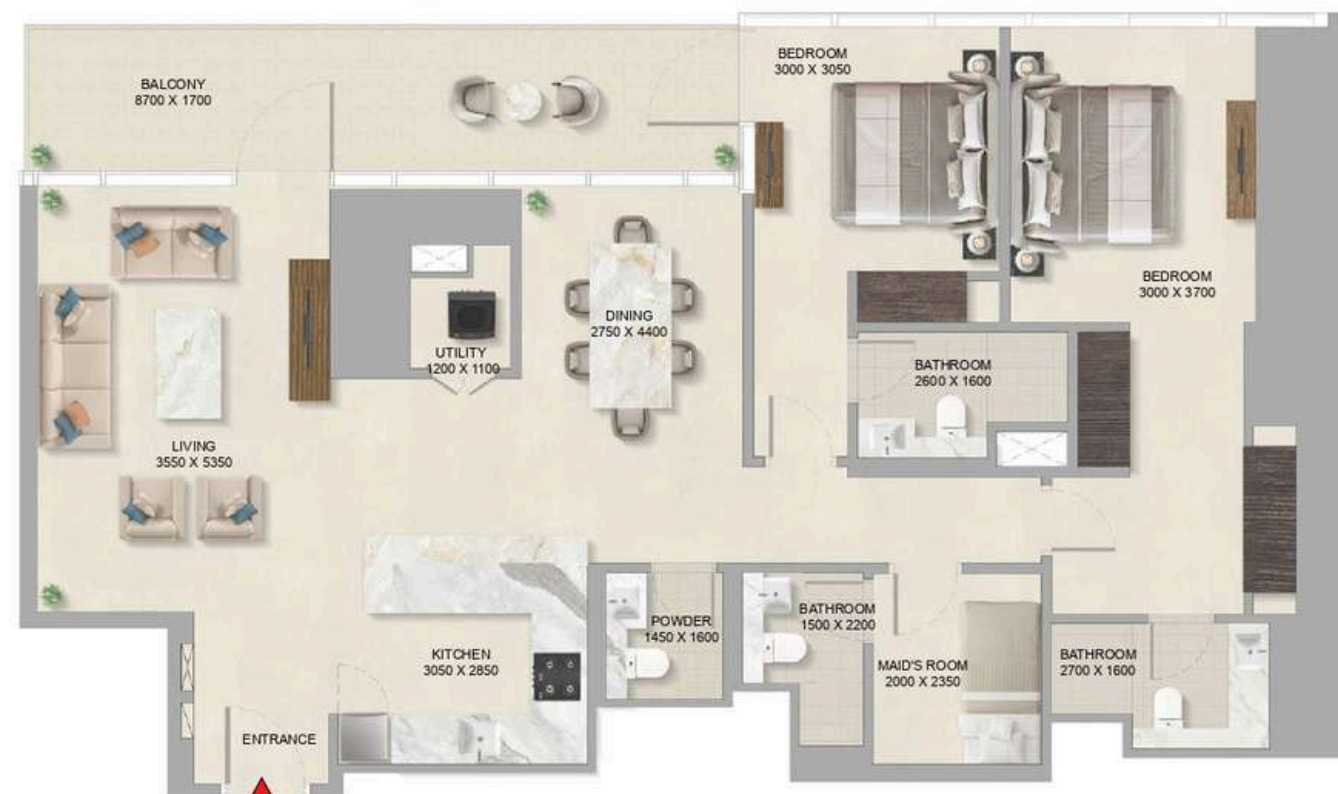 BALCONY
8700 X 1700
BEDROOM
3000 X 3050
BEDROOM
3000 X 3700
DINING
2750 X 4400
UTILITY
1200 X 1100
BATHROOM
2600 X 1600
LIVING
3550 X 5350
POWDER
1450 X 1600
BATHROOM
1500 X 2200
KITCHEN
3050 X 2850
MAID'S ROOM
2000 X 2350
BATHROOM
2700 X 1600
ENTRANCE